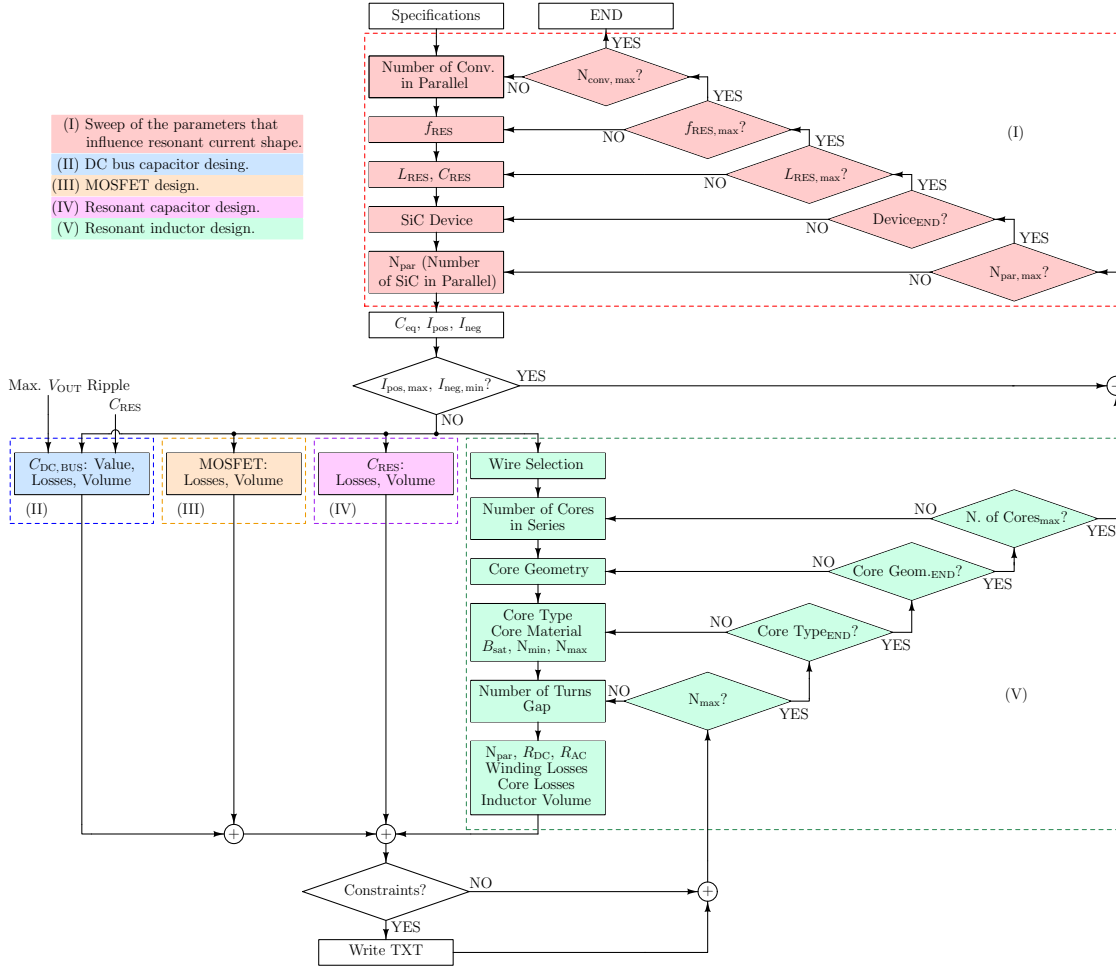 Specifications
END
YES
Number of Conv.
in Parallel
NO
N_conv, max?
YES
f_RES
NO
f_RES, max?
(I)
(I) Sweep of the parameters that
influence resonant current shape.
(II) DC bus capacitor desing.
(III) MOSFET design.
(IV) Resonant capacitor design.
(V) Resonant inductor design.
YES
L_RES, C_RES
NO
L_RES, max?
YES
SiC Device
NO
Device_END?
YES
N_par (Number
of SiC in Parallel)
NO
N_par, max?
C_eq, I_pos, I_neg
I_pos,max, I_neg,min?
YES
NO
Max. V_OUT Ripple
C_RES
C_DC, BUS: Value,
Losses, Volume
(II)
MOSFET:
Losses, Volume
(III)
C_RES:
Losses, Volume
(IV)
Wire Selection
Number of Cores
in Series
NO
N. of Cores_max?
YES
Core Geometry
NO
Core Geom._END?
YES
Core Type
Core Material
B_sat, N_min, N_max
NO
Core Type_END?
YES
Number of Turns
Gap
NO
N_max?
YES
(V)
N_par, R_DC, R_AC
Winding Losses
Core Losses
Inductor Volume
+
+
+
Constraints?
NO
+
YES
Write TXT